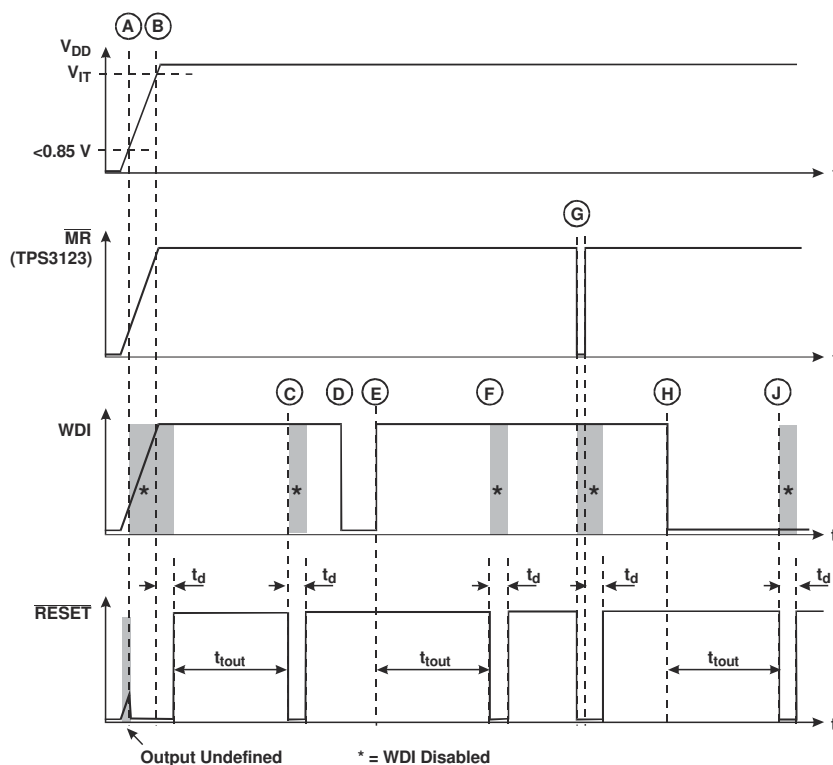 A B
VDD
VIT
<0.85 V
t
G
MR
(TPS3123)
t
C D E F H J
WDI
* * * * *
t
td td td td td
RESET
ttout ttout ttout
t
Output Undefined * = WDI Disabled